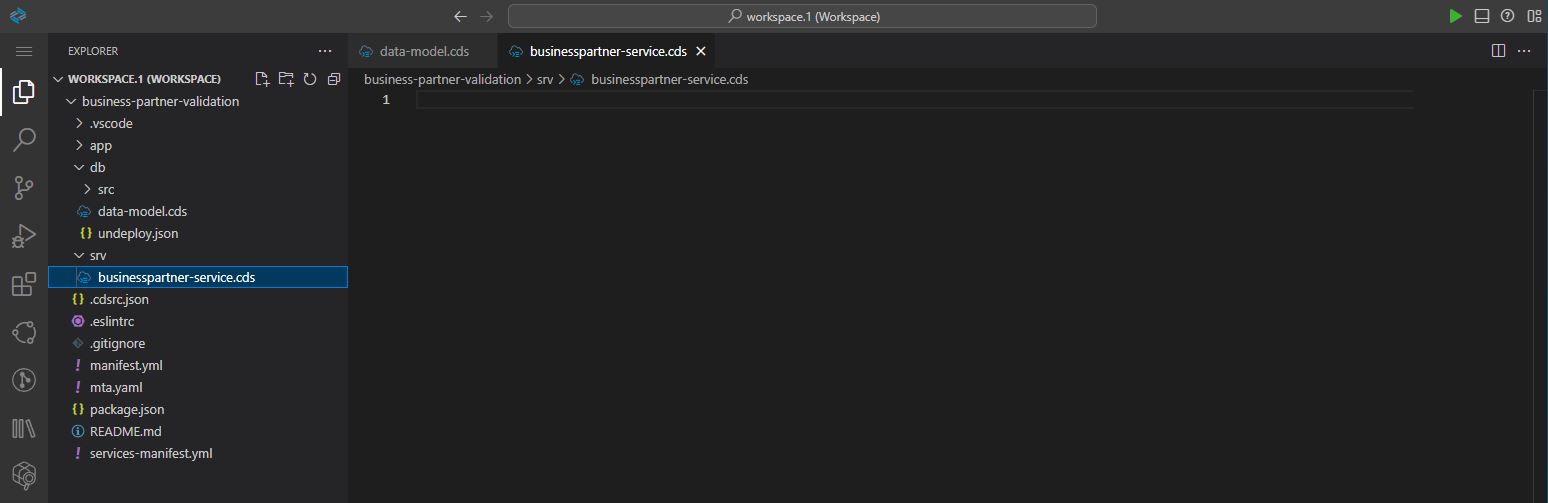 workspace.1 (Workspace)
EXPLORER
WORKSPACE.1 (WORKSPACE)
business-partner-validation
.vscode
app
db
src
data-model.cds
{} undeploy.json
srv
businesspartner-service.cds
{} .cdsrc.json
.eslintrc
.gitignore
! manifest.yml
! mta.yaml
{} package.json
README.md
! services-manifest.yml
data-model.cds
businesspartner-service.cds
business-partner-validation > srv > businesspartner-service.cds
1